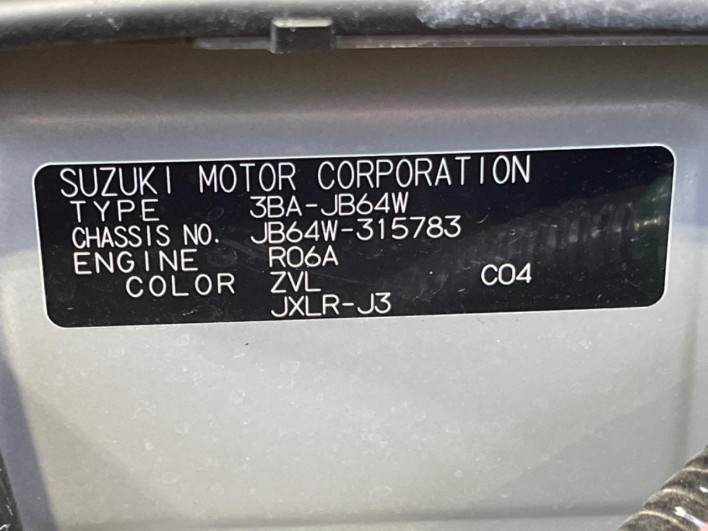 SUZUKI MOTOR CORPORATION
TYPE 3BA-JB64W
CHASSIS NO. JB64W-315783
ENGINE R06A
COLOR ZVL C04
JXLR-J3